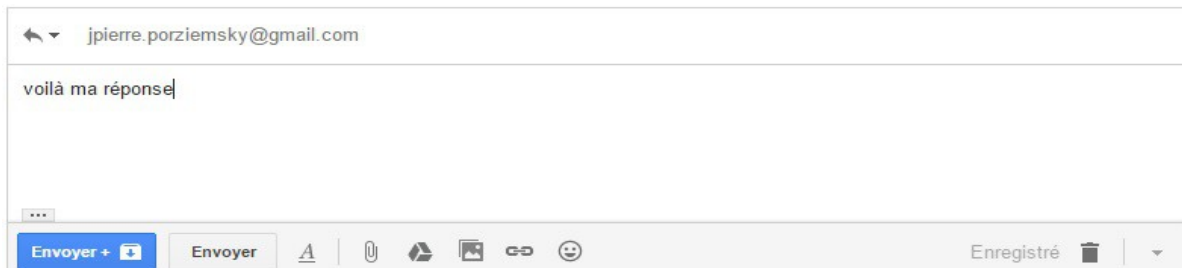 jpierre.porziemsky@gmail.com
voilà ma réponse
Envoyer + Envoyer A Enregistré